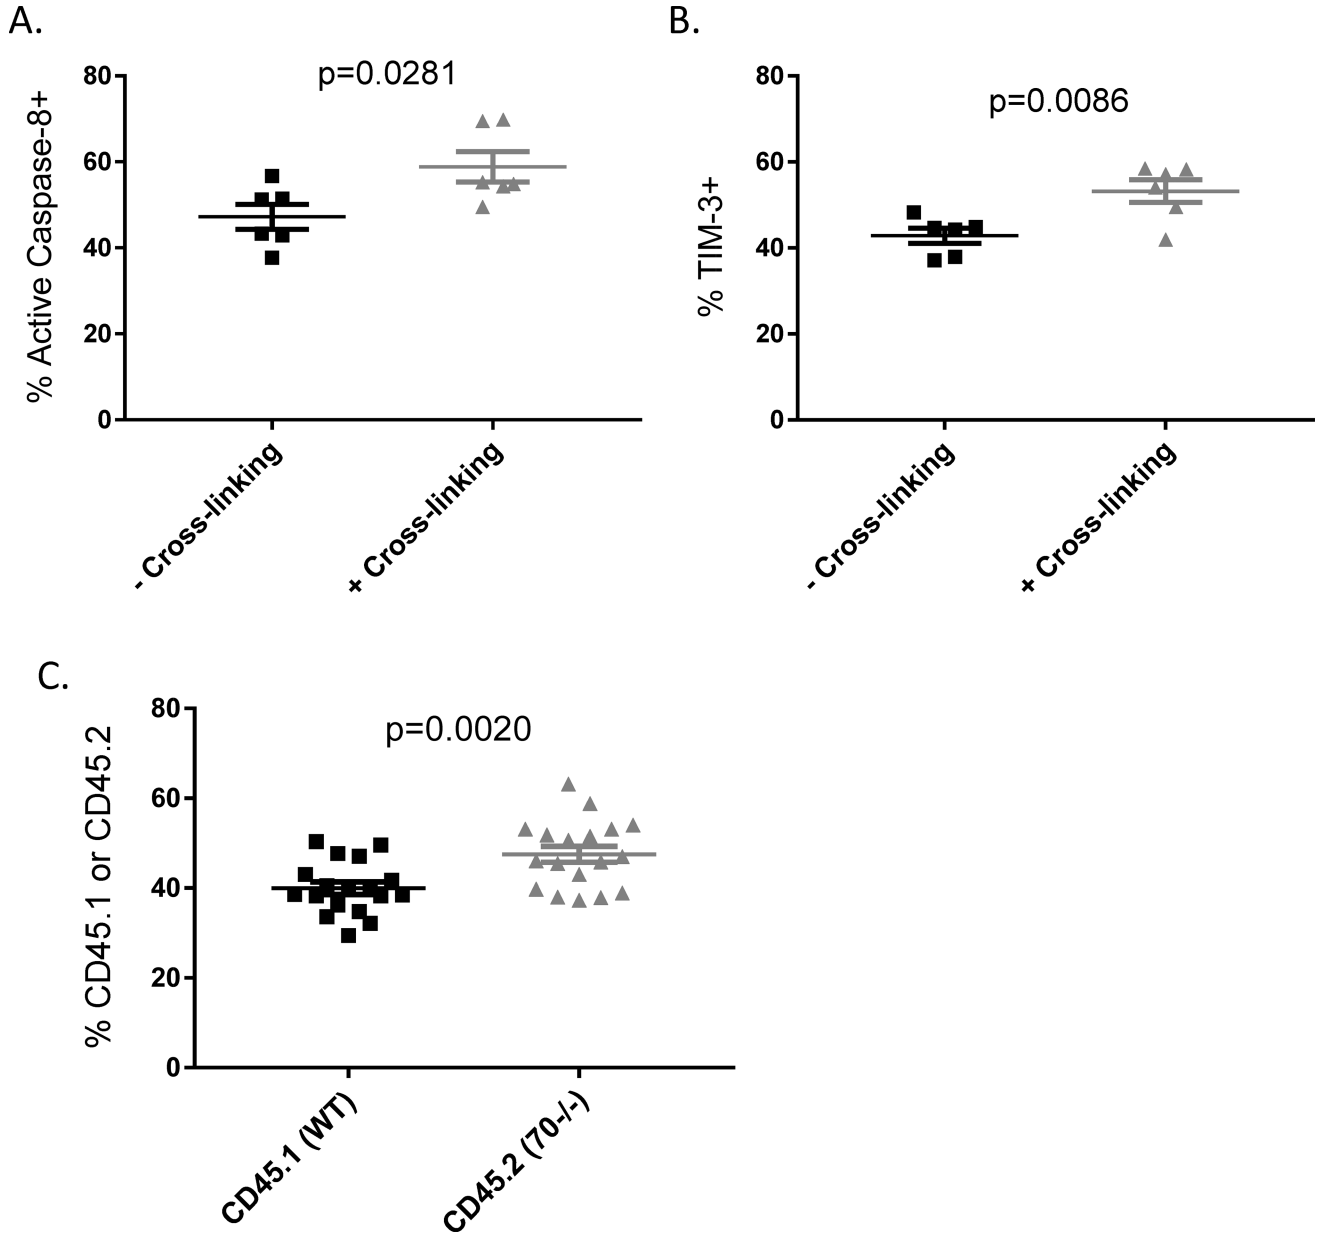 A.
p=0.0281
% Active Caspase-8+
80
60
40
20
0
- Cross-linking
+ Cross-linking
B.
p=0.0086
% TIM-3+
80
60
40
20
0
- Cross-linking
+ Cross-linking
C.
p=0.0020
% CD45.1 or CD45.2
80
60
40
20
0
CD45.1 (WT)
CD45.2 (70-/-)